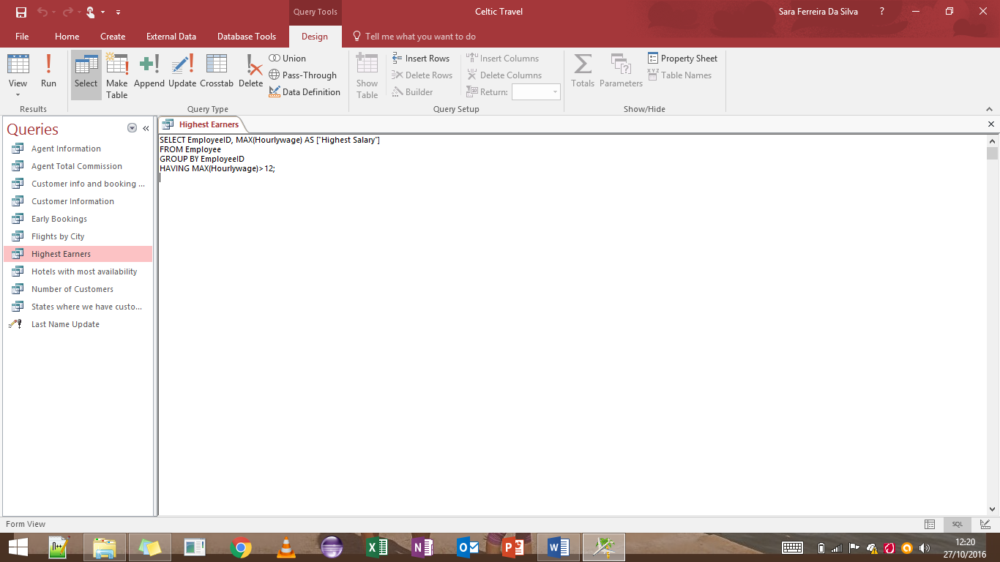 Query Tools
Celtic Travel
Sara Ferreira Da Silva
?
File
Home
Create
External Data
Database Tools
Design
Tell me what you want to do
View
Run
Select
Make Table
Append
Update
Crosstab
Delete
Union
Pass-Through
Data Definition
Show Table
Insert Rows
Delete Rows
Builder
Insert Columns
Delete Columns
Return:
Totals
Parameters
Property Sheet
XYZ
Table Names
Results
Query Type
Query Setup
Show/Hide
Queries
Agent Information
Agent Total Commission
Customer info and booking ...
Customer Information
Early Bookings
Flights by City
Highest Earners
Hotels with most availability
Number of Customers
States where we have custo...
Last Name Update
Highest Earners
SELECT EmployeeID, MAX(Hourlywage) AS ["Highest Salary"]
FROM Employee
GROUP BY EmployeeID
HAVING MAX(Hourlywage)>12;
Form View
SQL
12:20
27/10/2016